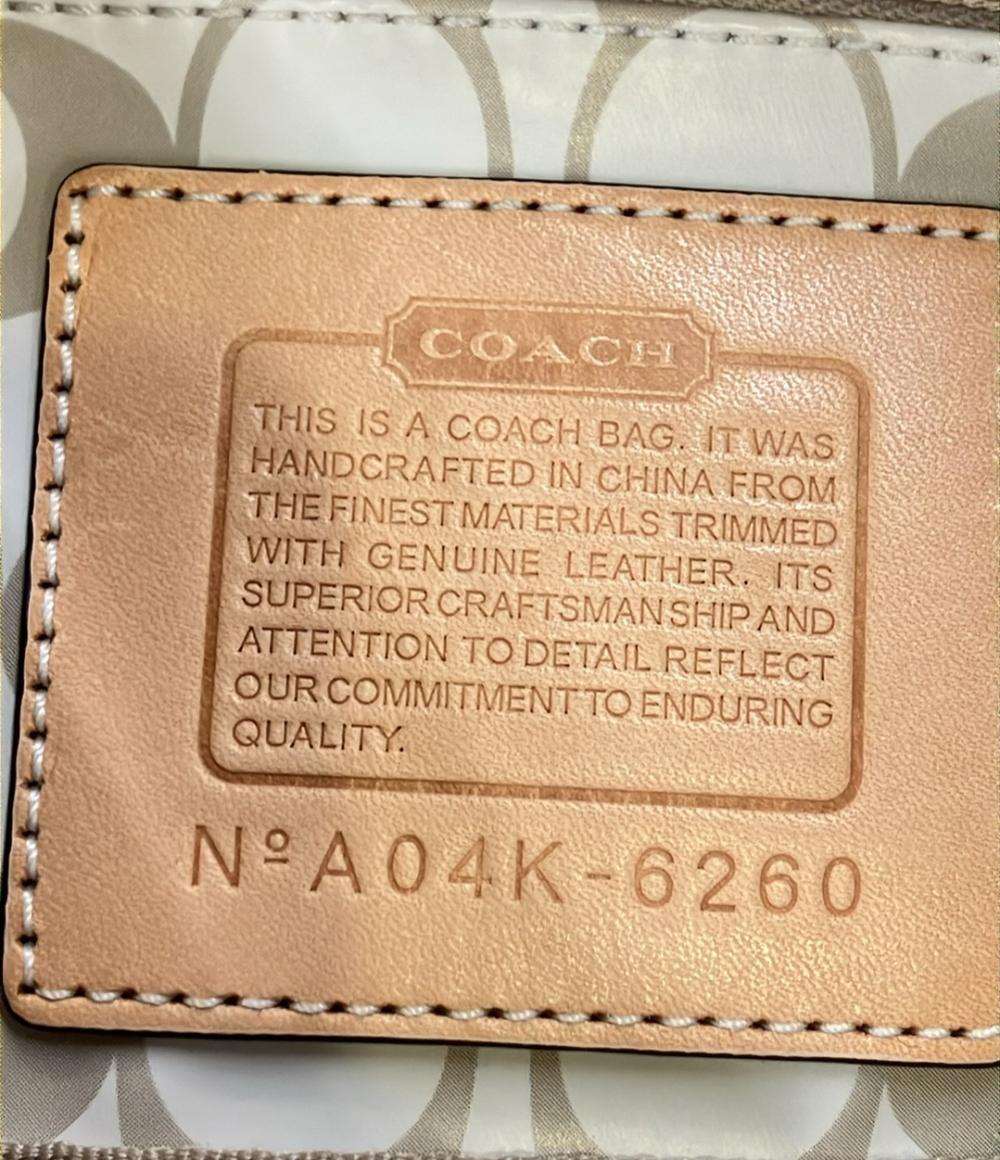 COACH
THIS IS A COACH BAG. IT WAS
HANDCRAFTED IN CHINA FROM
THE FINEST MATERIALS TRIMMED
WITH GENUINE LEATHER. ITS
SUPERIOR CRAFTSMANSHIP AND
ATTENTION TO DETAIL REFLECT
OUR COMMITMENT TO ENDURING
QUALITY.
Nº A04K-6260